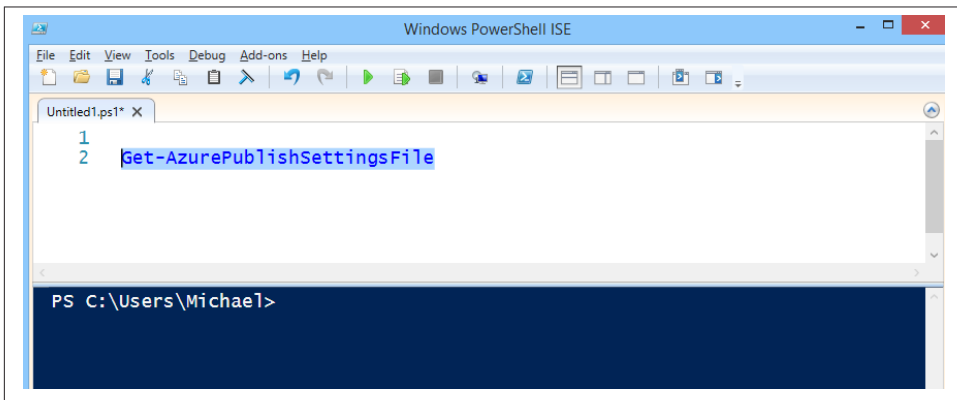 Windows PowerShell ISE
File Edit View Tools Debug Add-ons Help
Untitled1.ps1* X
1
2 Get-AzurePublishSettingsFile
PS C:\Users\Michael>